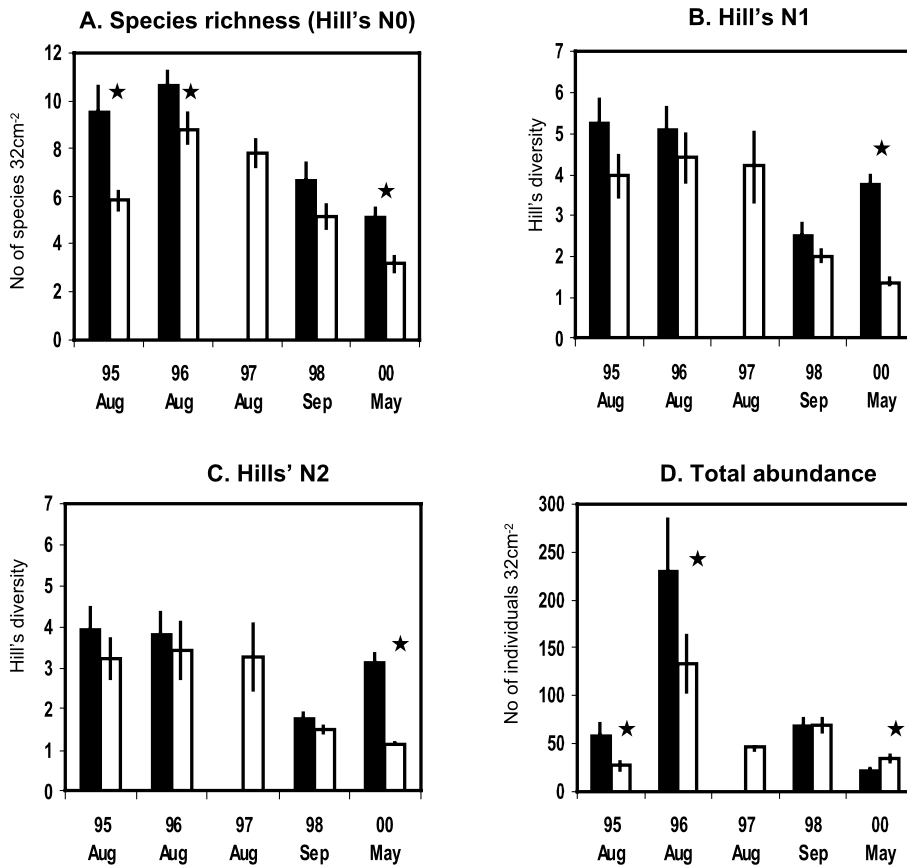 A. Species richness (Hill's N0)
No of species 32cm-2
12
10
8
6
4
2
0
95 96 97 98 00
Aug Aug Aug Sep May
B. Hill's N1
Hill's diversity
7
6
5
4
3
2
1
0
95 96 97 98 00
Aug Aug Aug Sep May
C. Hills' N2
Hill's diversity
7
6
5
4
3
2
1
0
95 96 97 98 00
Aug Aug Aug Sep May
D. Total abundance
No of individuals 32cm-2
300
250
200
150
100
50
0
95 96 97 98 00
Aug Aug Aug Sep May